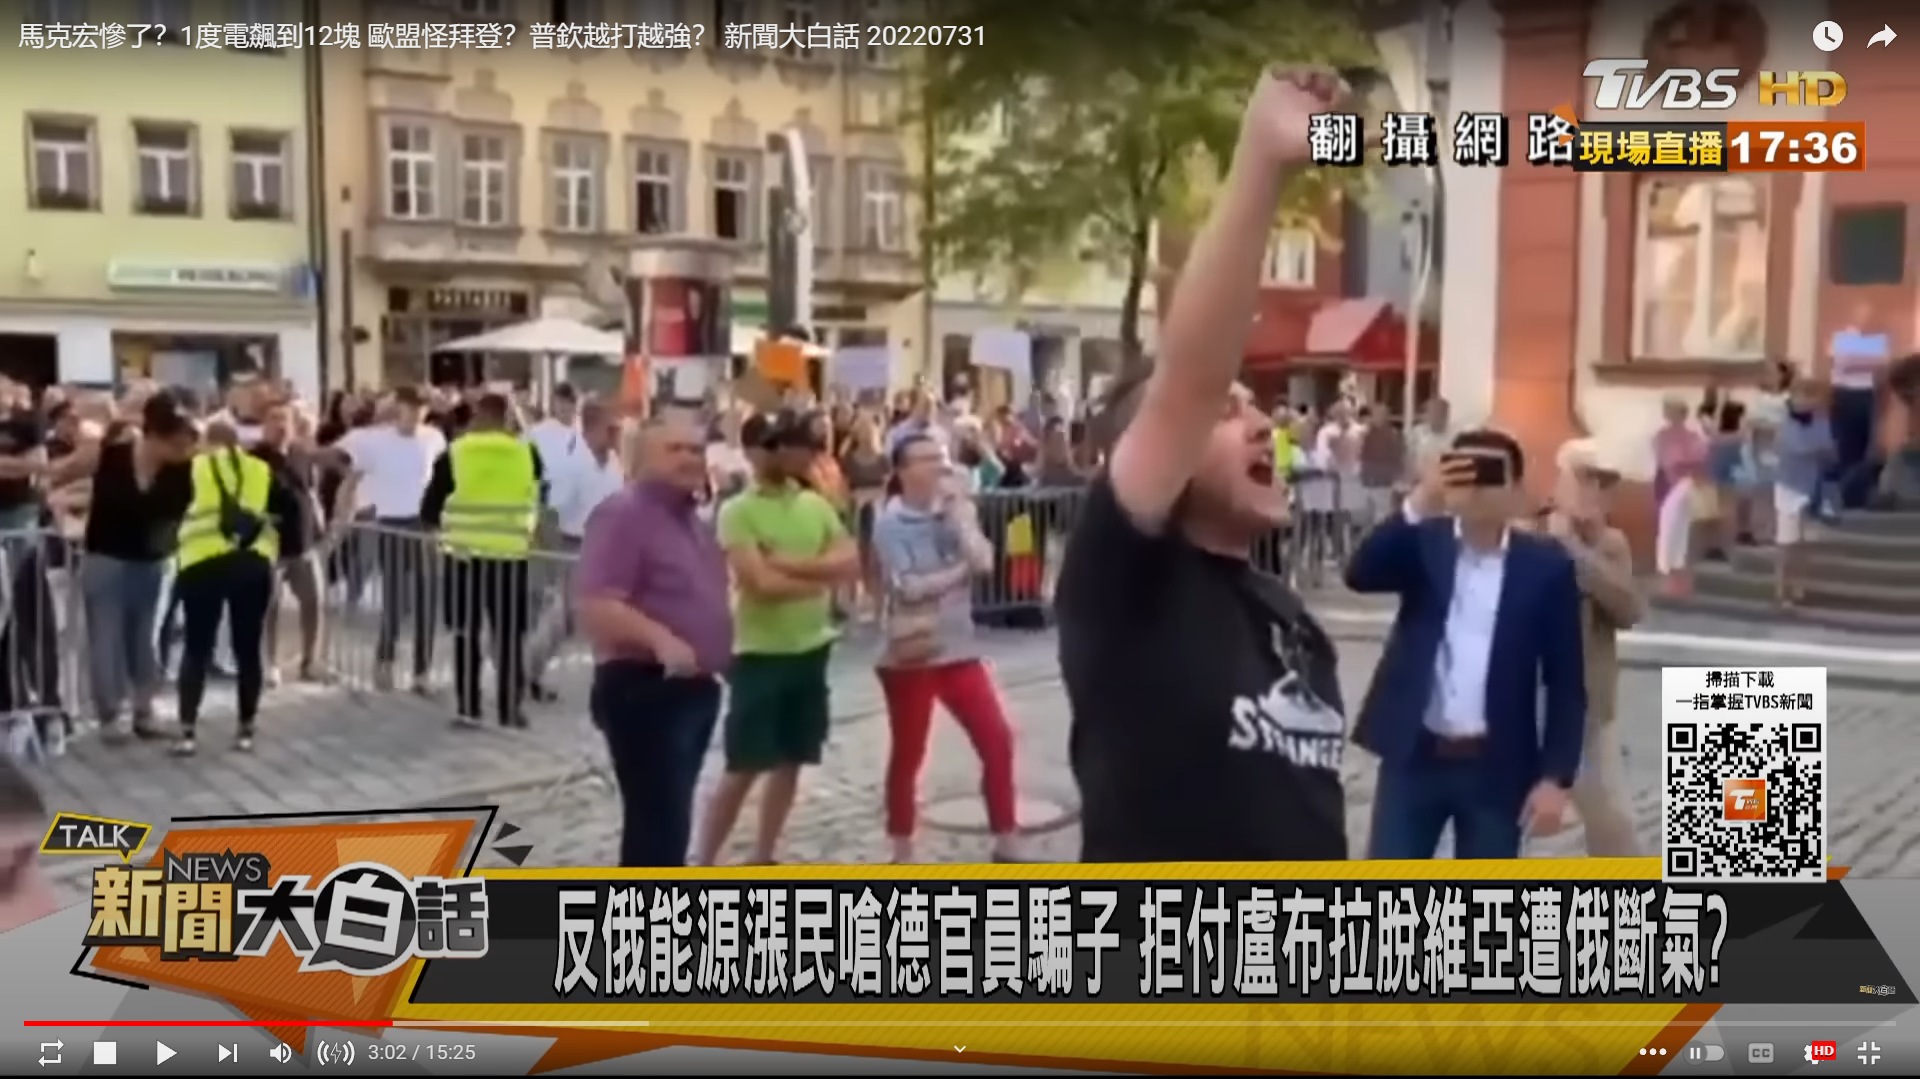 馬克宏慘了？1度電飆到12塊 歐盟怪拜登？普欽越打越強？ 新聞大白話 20220731
TVBS HD
翻攝網路
現場直播 17:36
STRANGE
掃描下載
一指掌握TVBS新聞
TALK
NEWS
新聞大白話
反俄能源漲民嗆德官員騙子 拒付盧布拉脫維亞遭俄斷氣?
NEWS
3:02 / 15:25
CC
HD